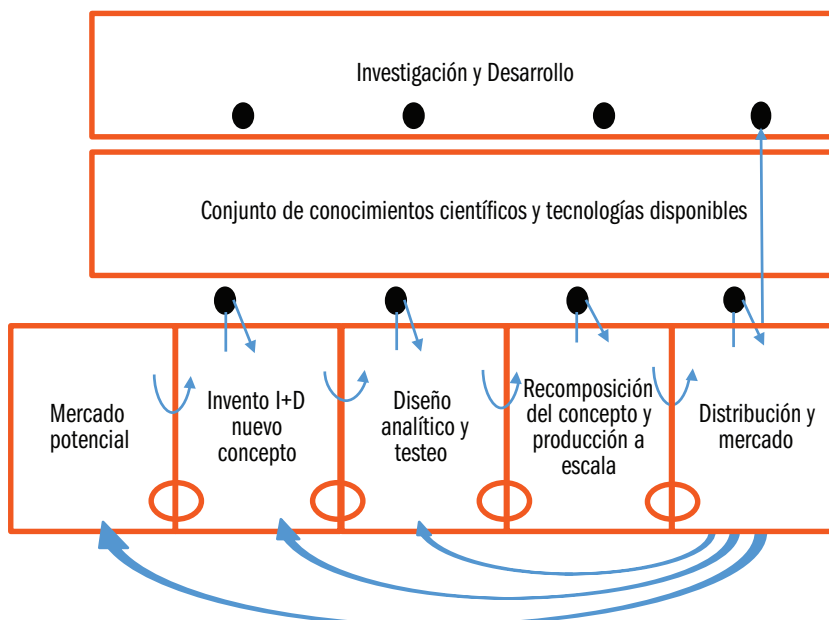 Investigación y Desarrollo
Conjunto de conocimientos científicos y tecnologías disponibles
Mercado
potencial
Invento I+D
nuevo
concepto
Diseño
analítico y
testeo
Recomposición
del concepto y
producción a
escala
Distribución y
mercado